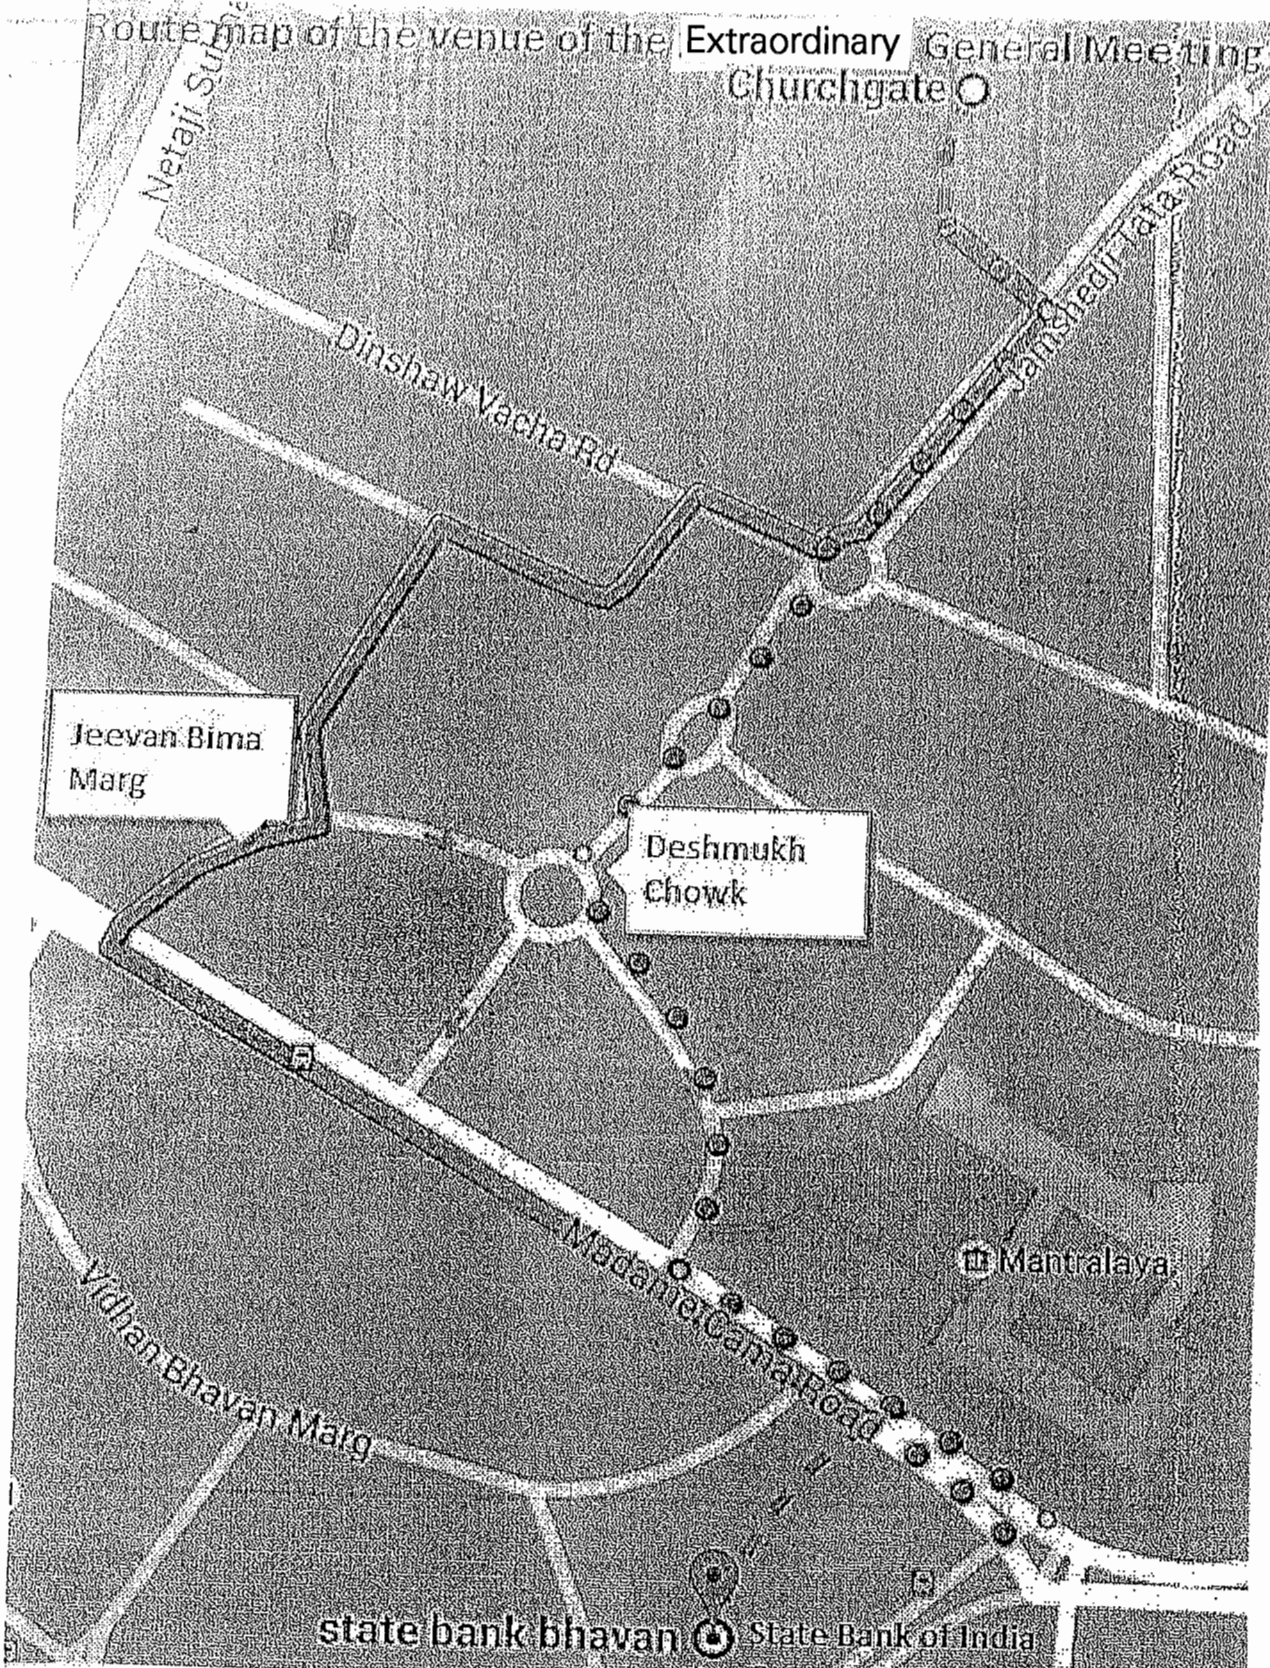 Route map of the venue of the Extraordinary General Meeting
Churchgate
Netaji Su
Jamshedji Tata Road
Dinshaw Vacha Rd
Jeevan Bima
Marg
Deshmukh
Chowk
Mantralaya
Madame Cama Road
Vidhan Bhavan Marg
state bank bhavan
State Bank of India